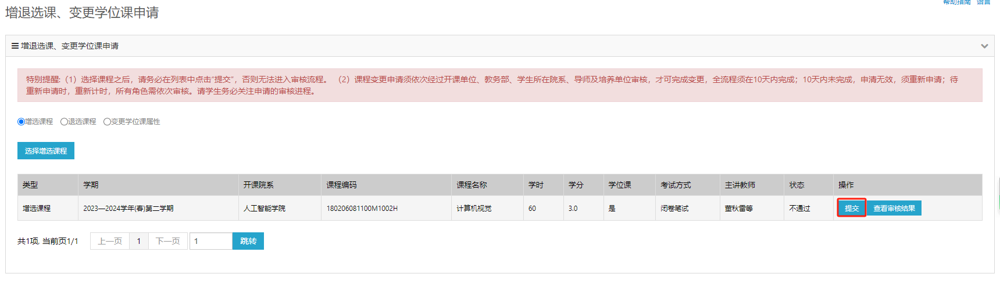 帮助指南 语言
增退选课、变更学位课申请
增退选课、变更学位课申请
特别提醒:（1）选择课程之后，请务必在列表中点击“提交”，否则无法进入审核流程。 （2）课程变更申请须依次经过开课单位、教务部、学生所在院系、导师及培养单位审核，才可完成变更，全流程须在10天内完成；10天内未完成，申请无效，须重新申请；待
重新申请时，重新计时，所有角色需依次审核。请学生务必关注申请的审核进程。
增选课程 退选课程 变更学位课属性
选择增选课程
类型 学期 开课院系 课程编码 课程名称 学时 学分 学位课 考试方式 主讲教师 状态 操作
增选课程 2023—2024学年(春)第二学期 人工智能学院 180206081100M1002H 计算机视觉 60 3.0 是 闭卷笔试 董秋雷等 不通过 提交 查看审核结果
共1项, 当前页1/1 上一页 1 下一页 1 跳转